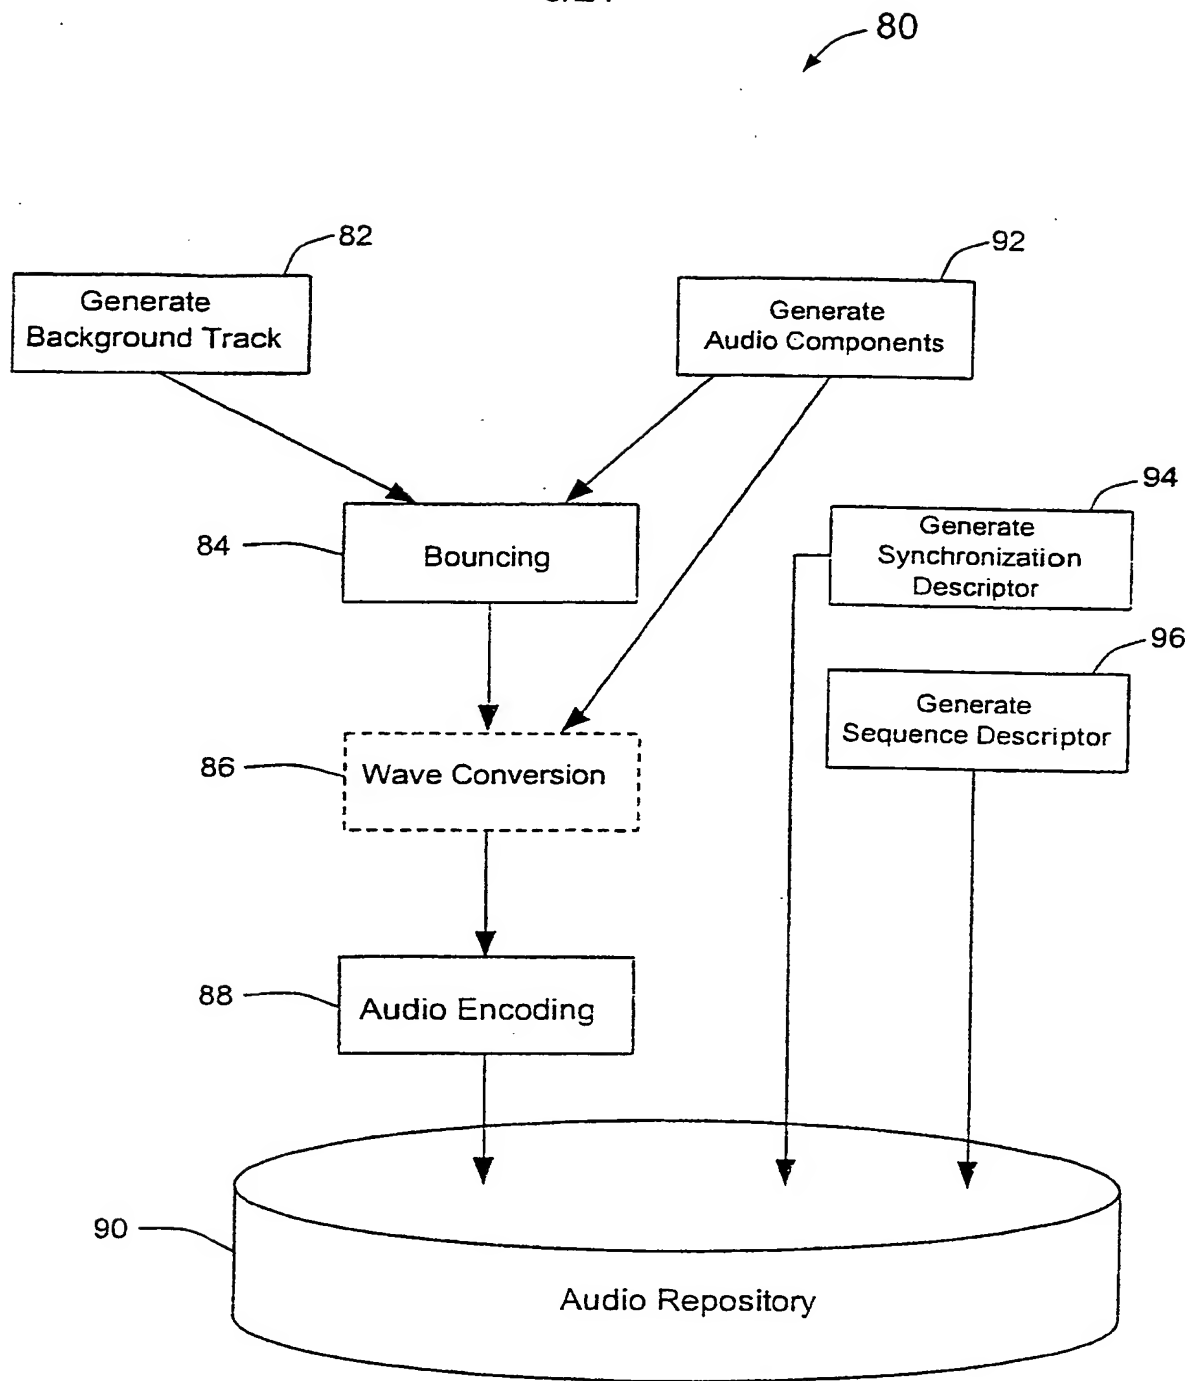 80
82
Generate
Background Track
92
Generate
Audio Components
84
Bouncing
94
Generate
Synchronization
Descriptor
96
Generate
Sequence Descriptor
86
Wave Conversion
88
Audio Encoding
90
Audio Repository